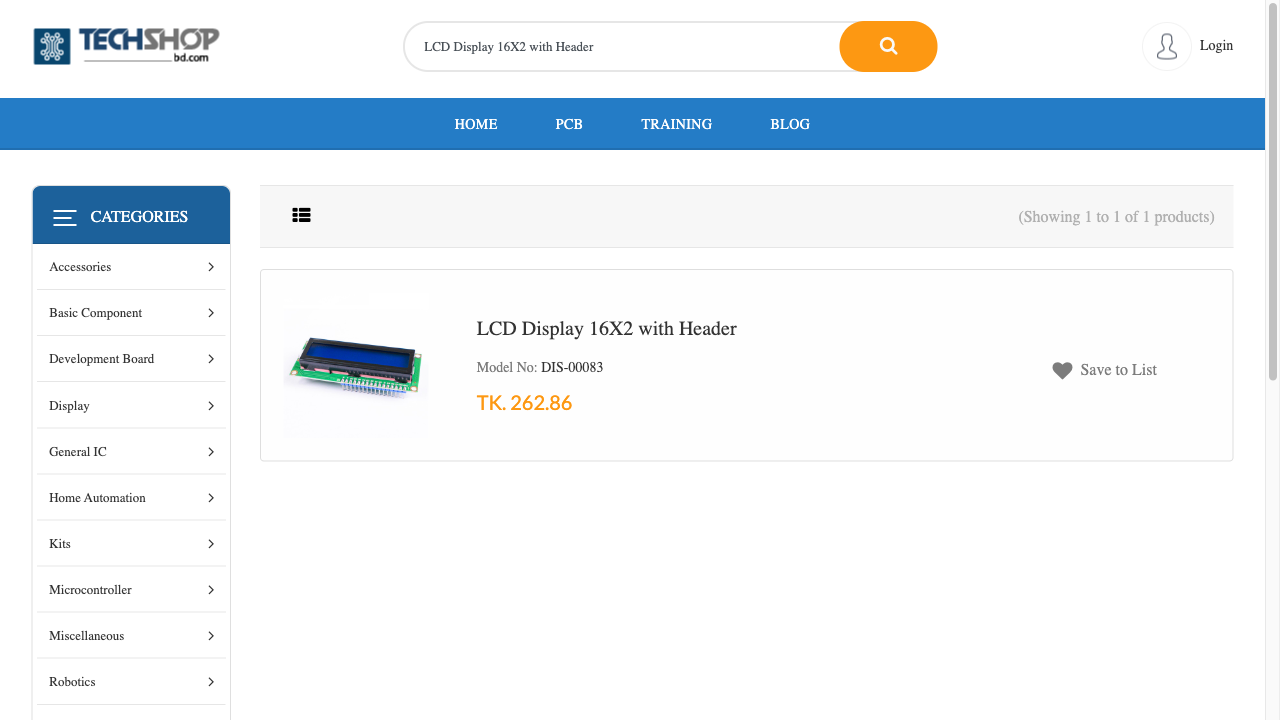 TECHSHOP
bd.com
LCD Display 16X2 with Header
Login
HOME
PCB
TRAINING
BLOG
CATEGORIES
Accessories
Basic Component
Development Board
Display
General IC
Home Automation
Kits
Microcontroller
Miscellaneous
Robotics
(Showing 1 to 1 of 1 products)
LCD Display 16X2 with Header
Model No: DIS-00083
TK. 262.86
Save to List